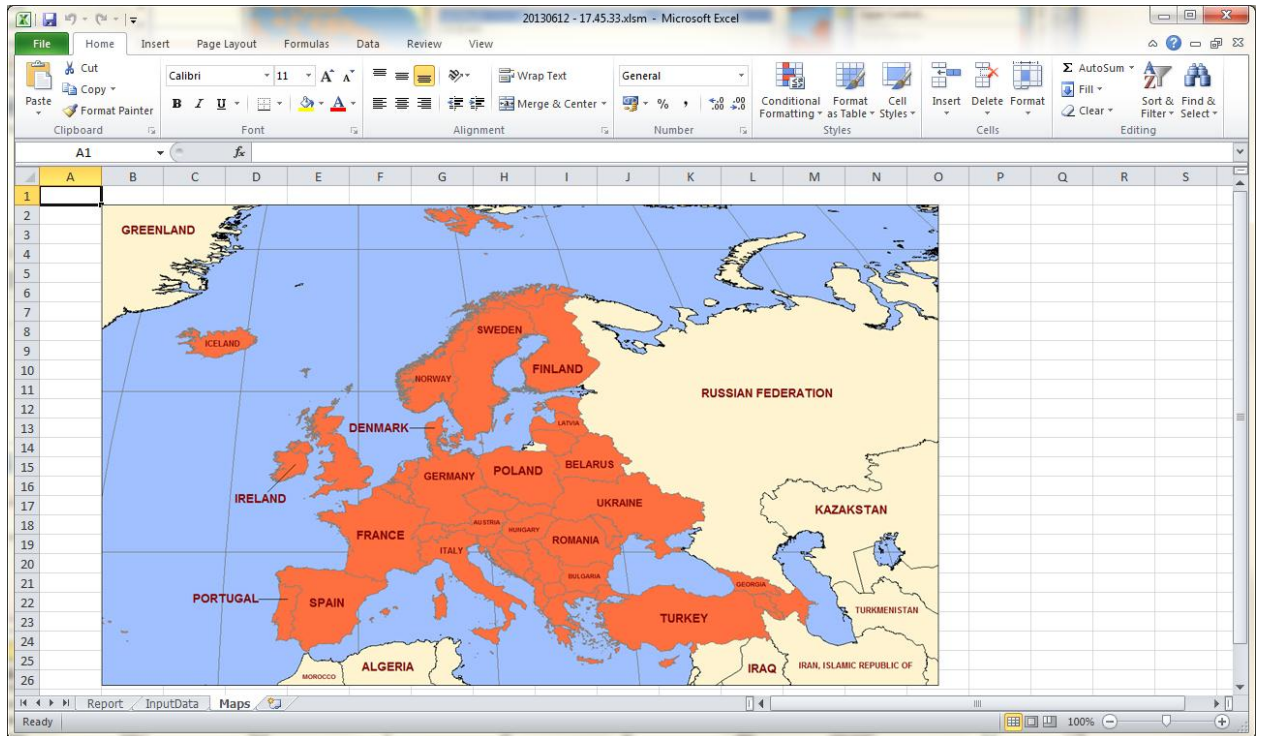 20130612 - 17.45.33.xlsm - Microsoft Excel
File Home Insert Page Layout Formulas Data Review View
Paste
Cut
Copy
Format Painter
Clipboard
Calibri 11
B I U
Font
Wrap Text
Merge & Center
Alignment
General
Number
Conditional Formatting
Format as Table
Cell Styles
Styles
Insert Delete Format
Cells
Σ AutoSum
Fill
Clear
Sort & Filter
Find & Select
Editing
A1 fx
A B C D E F G H I J K L M N O P Q R S
1
2
3
4
5
6
7
8
9
10
11
12
13
14
15
16
17
18
19
20
21
22
23
24
25
26
GREENLAND
ICELAND
SWEDEN
NORWAY
FINLAND
RUSSIAN FEDERATION
DENMARK
LATVIA
IRELAND
GERMANY
POLAND
BELARUS
UKRAINE
KAZAKSTAN
FRANCE
AUSTRIA
HUNGARY
ROMANIA
ITALY
BULGARIA
GEORGIA
PORTUGAL
SPAIN
TURKEY
TURKMENISTAN
MOROCCO
ALGERIA
IRAQ
IRAN, ISLAMIC REPUBLIC OF
Report InputData Maps
Ready 100%